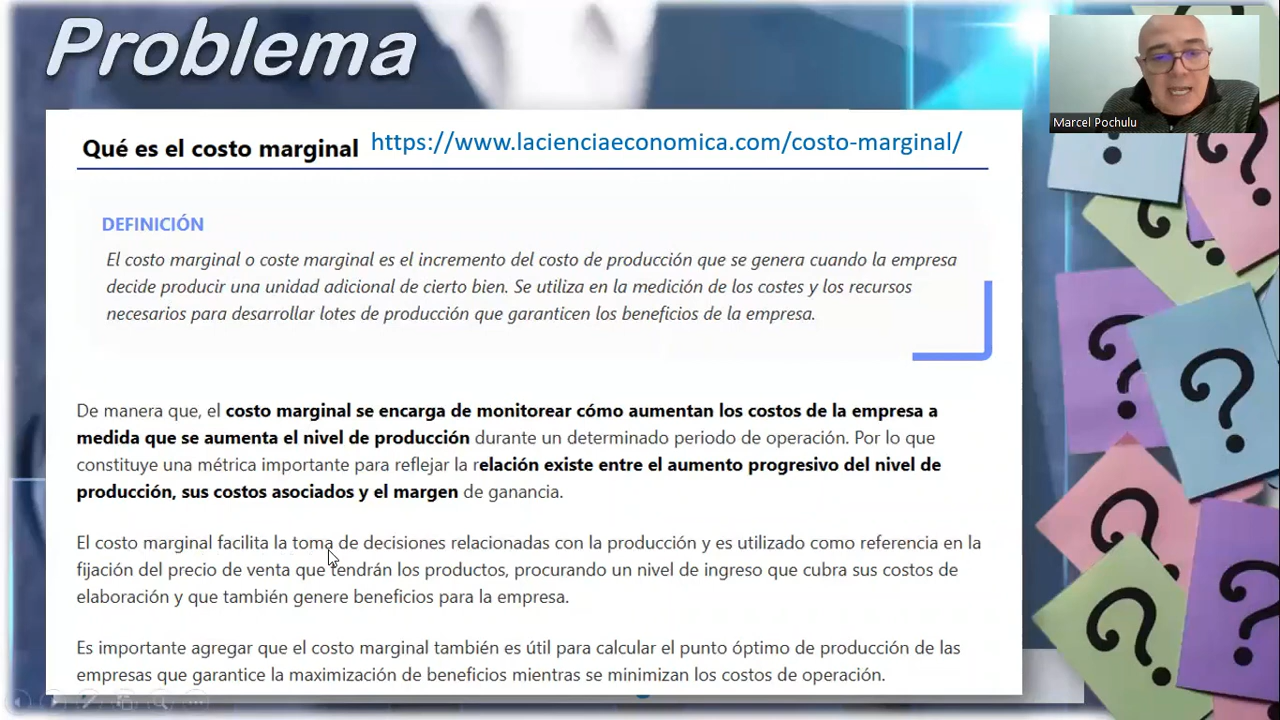 Problema
Marcel Pochulu
Qué es el costo marginal https://www.lacienciaeconomica.com/costo-marginal/
DEFINICIÓN
El costo marginal o coste marginal es el incremento del costo de producción que se genera cuando la empresa
decide producir una unidad adicional de cierto bien. Se utiliza en la medición de los costes y los recursos
necesarios para desarrollar lotes de producción que garanticen los beneficios de la empresa.
De manera que, el costo marginal se encarga de monitorear cómo aumentan los costos de la empresa a
medida que se aumenta el nivel de producción durante un determinado periodo de operación. Por lo que
constituye una métrica importante para reflejar la relación existe entre el aumento progresivo del nivel de
producción, sus costos asociados y el margen de ganancia.
El costo marginal facilita la toma de decisiones relacionadas con la producción y es utilizado como referencia en la
fijación del precio de venta que tendrán los productos, procurando un nivel de ingreso que cubra sus costos de
elaboración y que también genere beneficios para la empresa.
Es importante agregar que el costo marginal también es útil para calcular el punto óptimo de producción de las
empresas que garantice la maximización de beneficios mientras se minimizan los costos de operación.